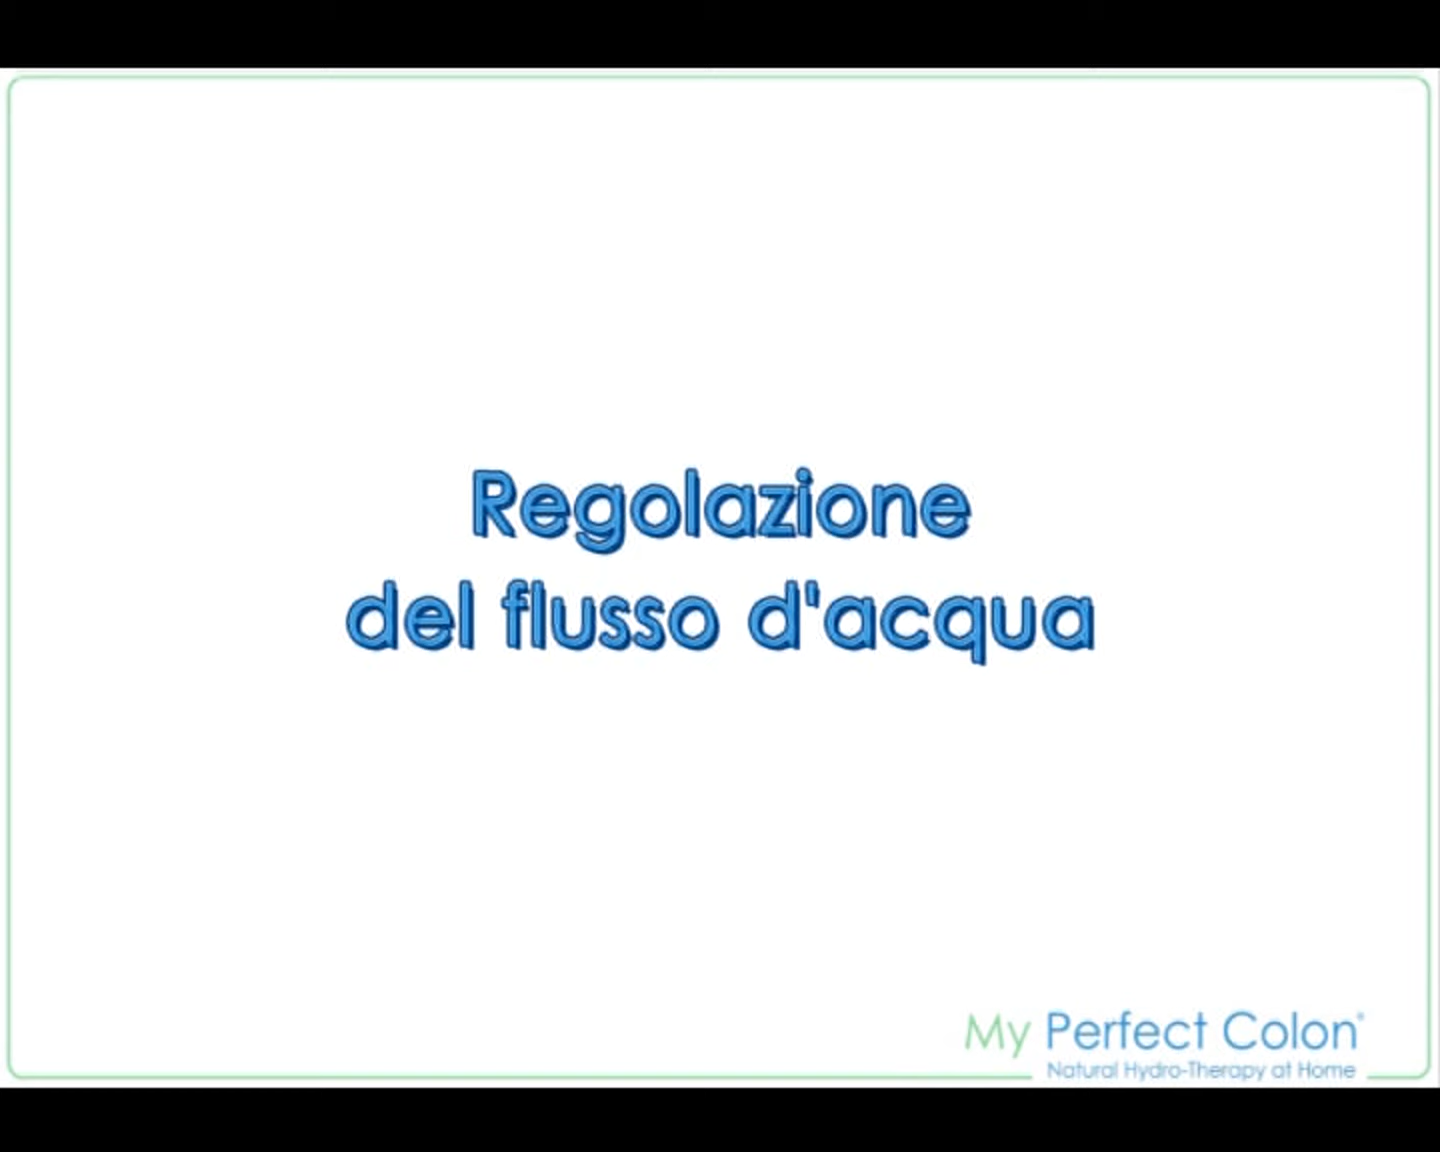 Regolazione
del flusso d'acqua
My Perfect Colon®
Natural Hydro-Therapy at Home